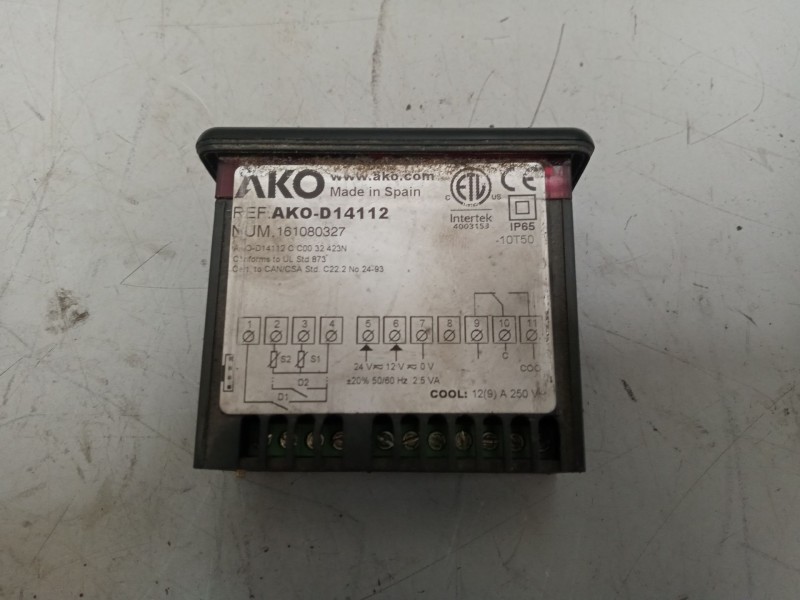 AKO
www.ako.com
Made in Spain
C ETL US
Intertek
4003153
CE
IP65
-10T50
REF.AKO-D14112
NUM.161080327
AKO-D14112 C C00 32 423N
Conforms to UL Std 873
Cert. to CAN/CSA Std. C22.2 No 24-93
1 2 3 4 5 6 7 8 9 10 11
S2 S1
D2
D1
24 V 12 V 0 V
±20% 50/60 Hz 2.5 VA
C
COOL: 12(9) A 250 V